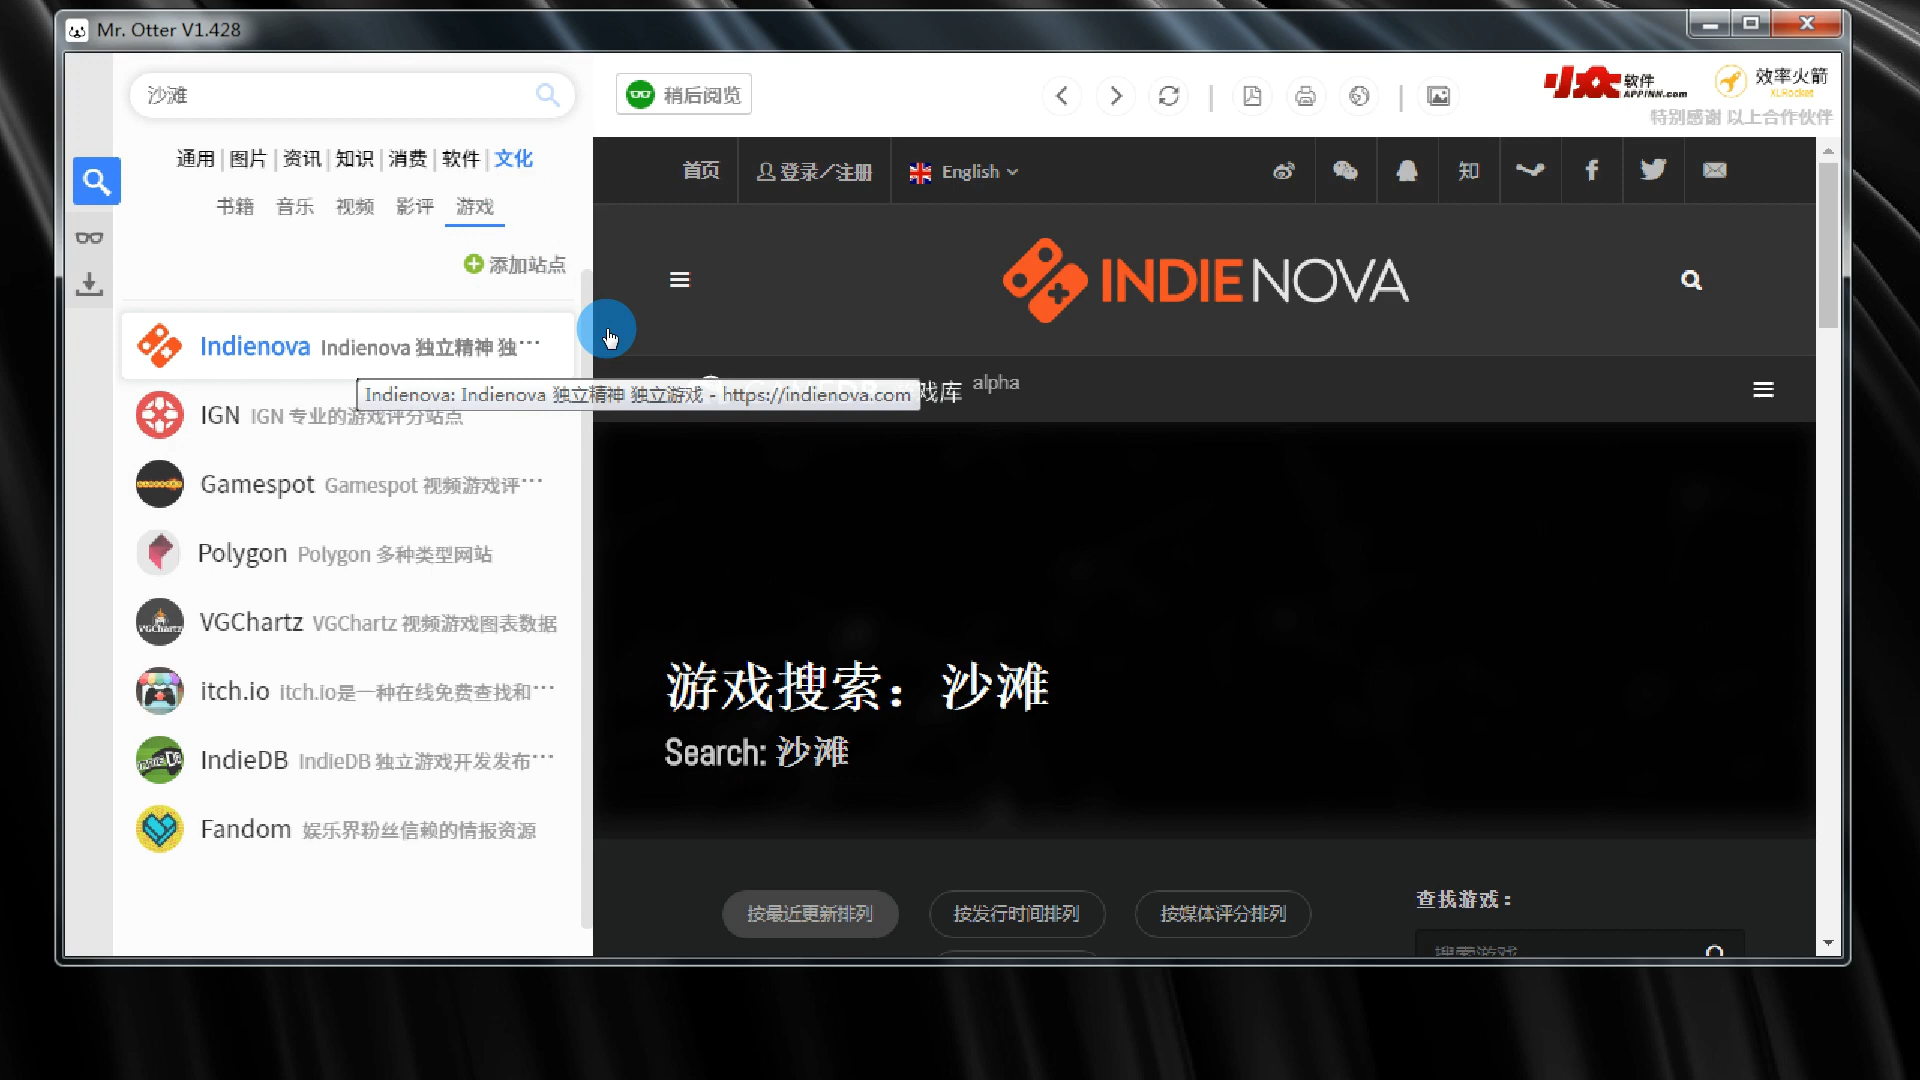 Mr. Otter V1.428
沙滩
稍后阅览
小众软件
APPINN.com
效率火箭
XLRocket
特别感谢 以上合作伙伴
通用 | 图片 | 资讯 | 知识 | 消费 | 软件 | 文化
书籍 音乐 视频 影评 游戏
添加站点
首页
登录/注册
English
知
INDIENOVA
Indienova Indienova 独立精神 独…
Indienova: Indienova 独立精神 独立游戏 - https://indienova.com
戏库 alpha
IGN IGN 专业的游戏评分站点
Gamespot Gamespot 视频游戏评…
Polygon Polygon 多种类型网站
VGChartz VGChartz 视频游戏图表数据
itch.io itch.io是一种在线免费查找和…
IndieDB IndieDB 独立游戏开发发布…
Fandom 娱乐界粉丝信赖的情报资源
游戏搜索：沙滩
Search: 沙滩
按最近更新排列
按发行时间排列
按媒体评分排列
查找游戏：
搜索游戏